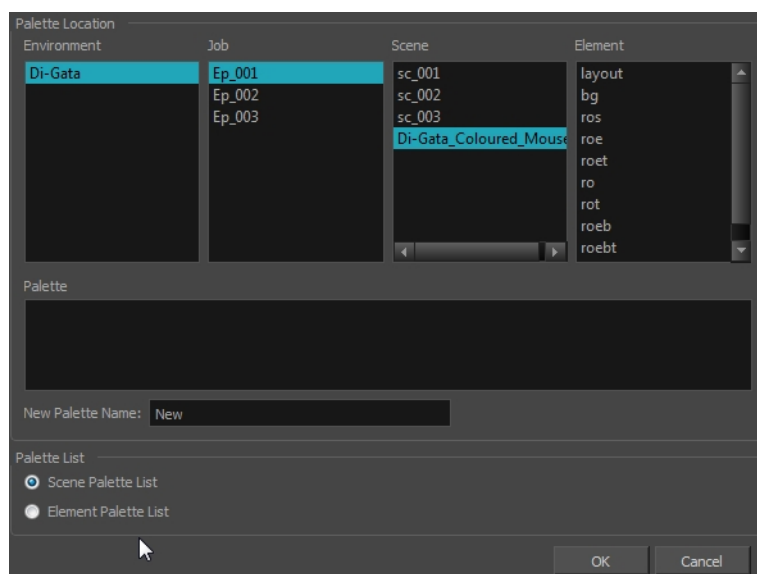 Palette Location
Environment
Job
Scene
Element
Di-Gata
Ep_001
Ep_002
Ep_003
sc_001
sc_002
sc_003
Di-Gata_Coloured_Mouse
layout
bg
ros
roe
roet
ro
rot
roeb
roebt
Palette
New Palette Name: New
Palette List
Scene Palette List
Element Palette List
OK
Cancel